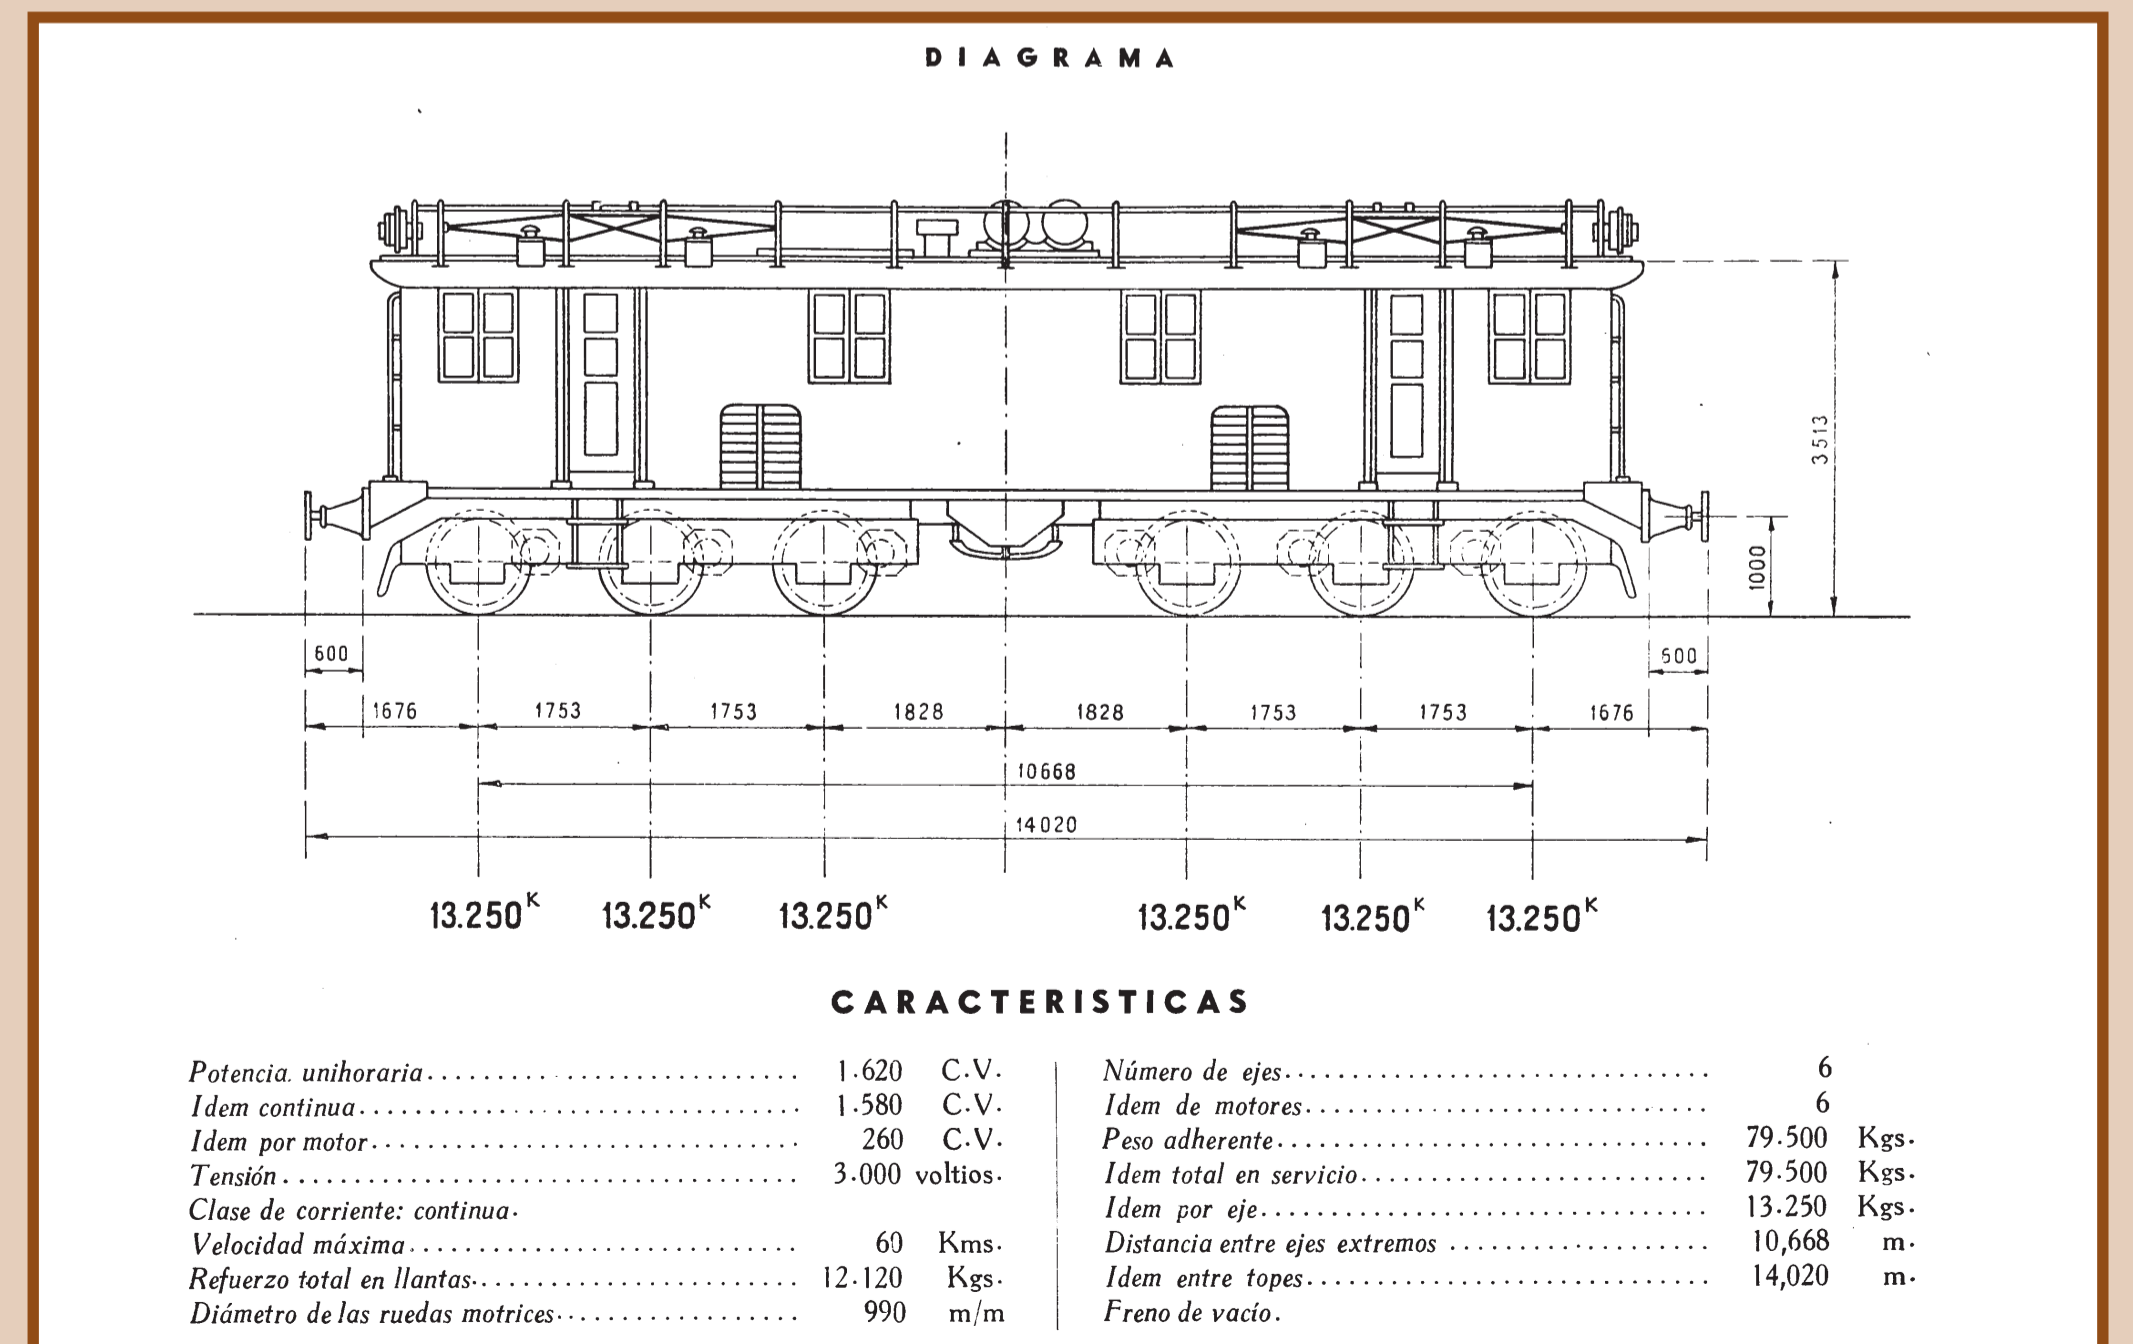 DIAGRAMA
3513
1000
600
600
1676 1753 1753 1828 1828 1753 1753 1676
10668
14020
13.250K 13.250K 13.250K 13.250K 13.250K 13.250K
CARACTERISTICAS
Potencia. unihoraria 1.620 C.V.
Idem continua 1.580 C.V.
Idem por motor 260 C.V.
Tensión 3.000 voltios.
Clase de corriente: continua.
Velocidad máxima 60 Kms.
Refuerzo total en llantas 12.120 Kgs.
Diámetro de las ruedas motrices 990 m/m
Número de ejes 6
Idem de motores 6
Peso adherente 79.500 Kgs.
Idem total en servicio 79.500 Kgs.
Idem por eje 13.250 Kgs.
Distancia entre ejes extremos 10,668 m.
Idem entre topes 14,020 m.
Freno de vacío.